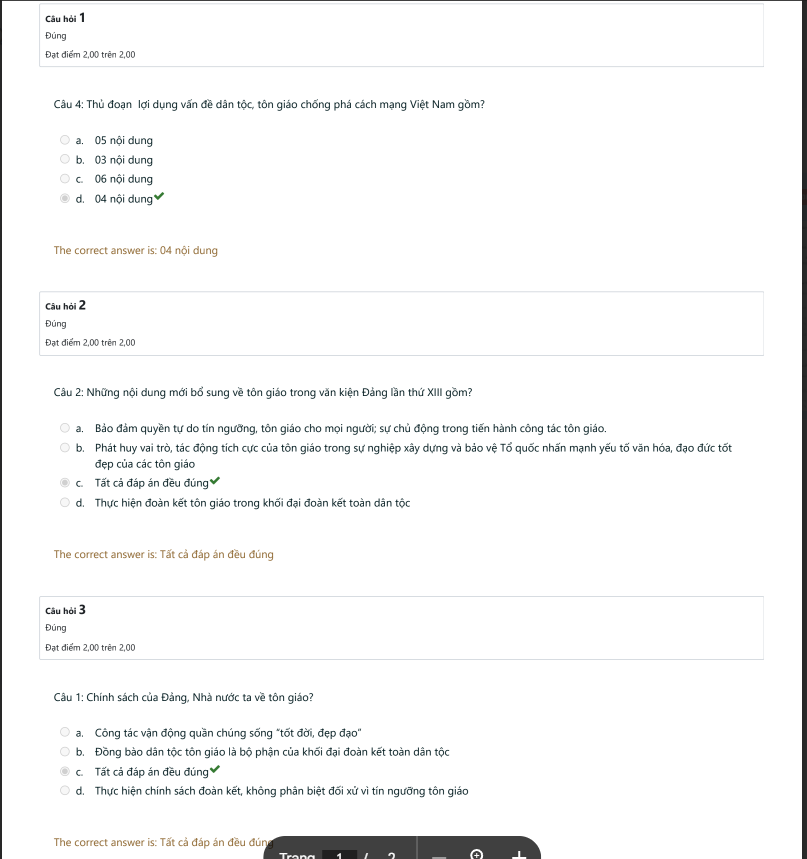 Câu hỏi 1
Đúng
Đạt điểm 2,00 trên 2,00
Câu 4: Thủ đoạn lợi dụng vấn đề dân tộc, tôn giáo chống phá cách mạng Việt Nam gồm?
a. 05 nội dung
b. 03 nội dung
c. 06 nội dung
d. 04 nội dung
The correct answer is: 04 nội dung
Câu hỏi 2
Đúng
Đạt điểm 2,00 trên 2,00
Câu 2: Những nội dung mới bổ sung về tôn giáo trong văn kiện Đảng lần thứ XIII gồm?
a. Bảo đảm quyền tự do tín ngưỡng, tôn giáo cho mọi người; sự chủ động trong tiến hành công tác tôn giáo.
b. Phát huy vai trò, tác động tích cực của tôn giáo trong sự nghiệp xây dựng và bảo vệ Tổ quốc nhấn mạnh yếu tố văn hóa, đạo đức tốt
đẹp của các tôn giáo
c. Tất cả đáp án đều đúng
d. Thực hiện đoàn kết tôn giáo trong khối đại đoàn kết toàn dân tộc
The correct answer is: Tất cả đáp án đều đúng
Câu hỏi 3
Đúng
Đạt điểm 2,00 trên 2,00
Câu 1: Chính sách của Đảng, Nhà nước ta về tôn giáo?
a. Công tác vận động quần chúng sống "tốt đời, đẹp đạo"
b. Đồng bào dân tộc tôn giáo là bộ phận của khối đại đoàn kết toàn dân tộc
c. Tất cả đáp án đều đúng
d. Thực hiện chính sách đoàn kết, không phân biệt đối xử vì tín ngưỡng tôn giáo
The correct answer is: Tất cả đáp án đều đúng
Trang 1 / 2